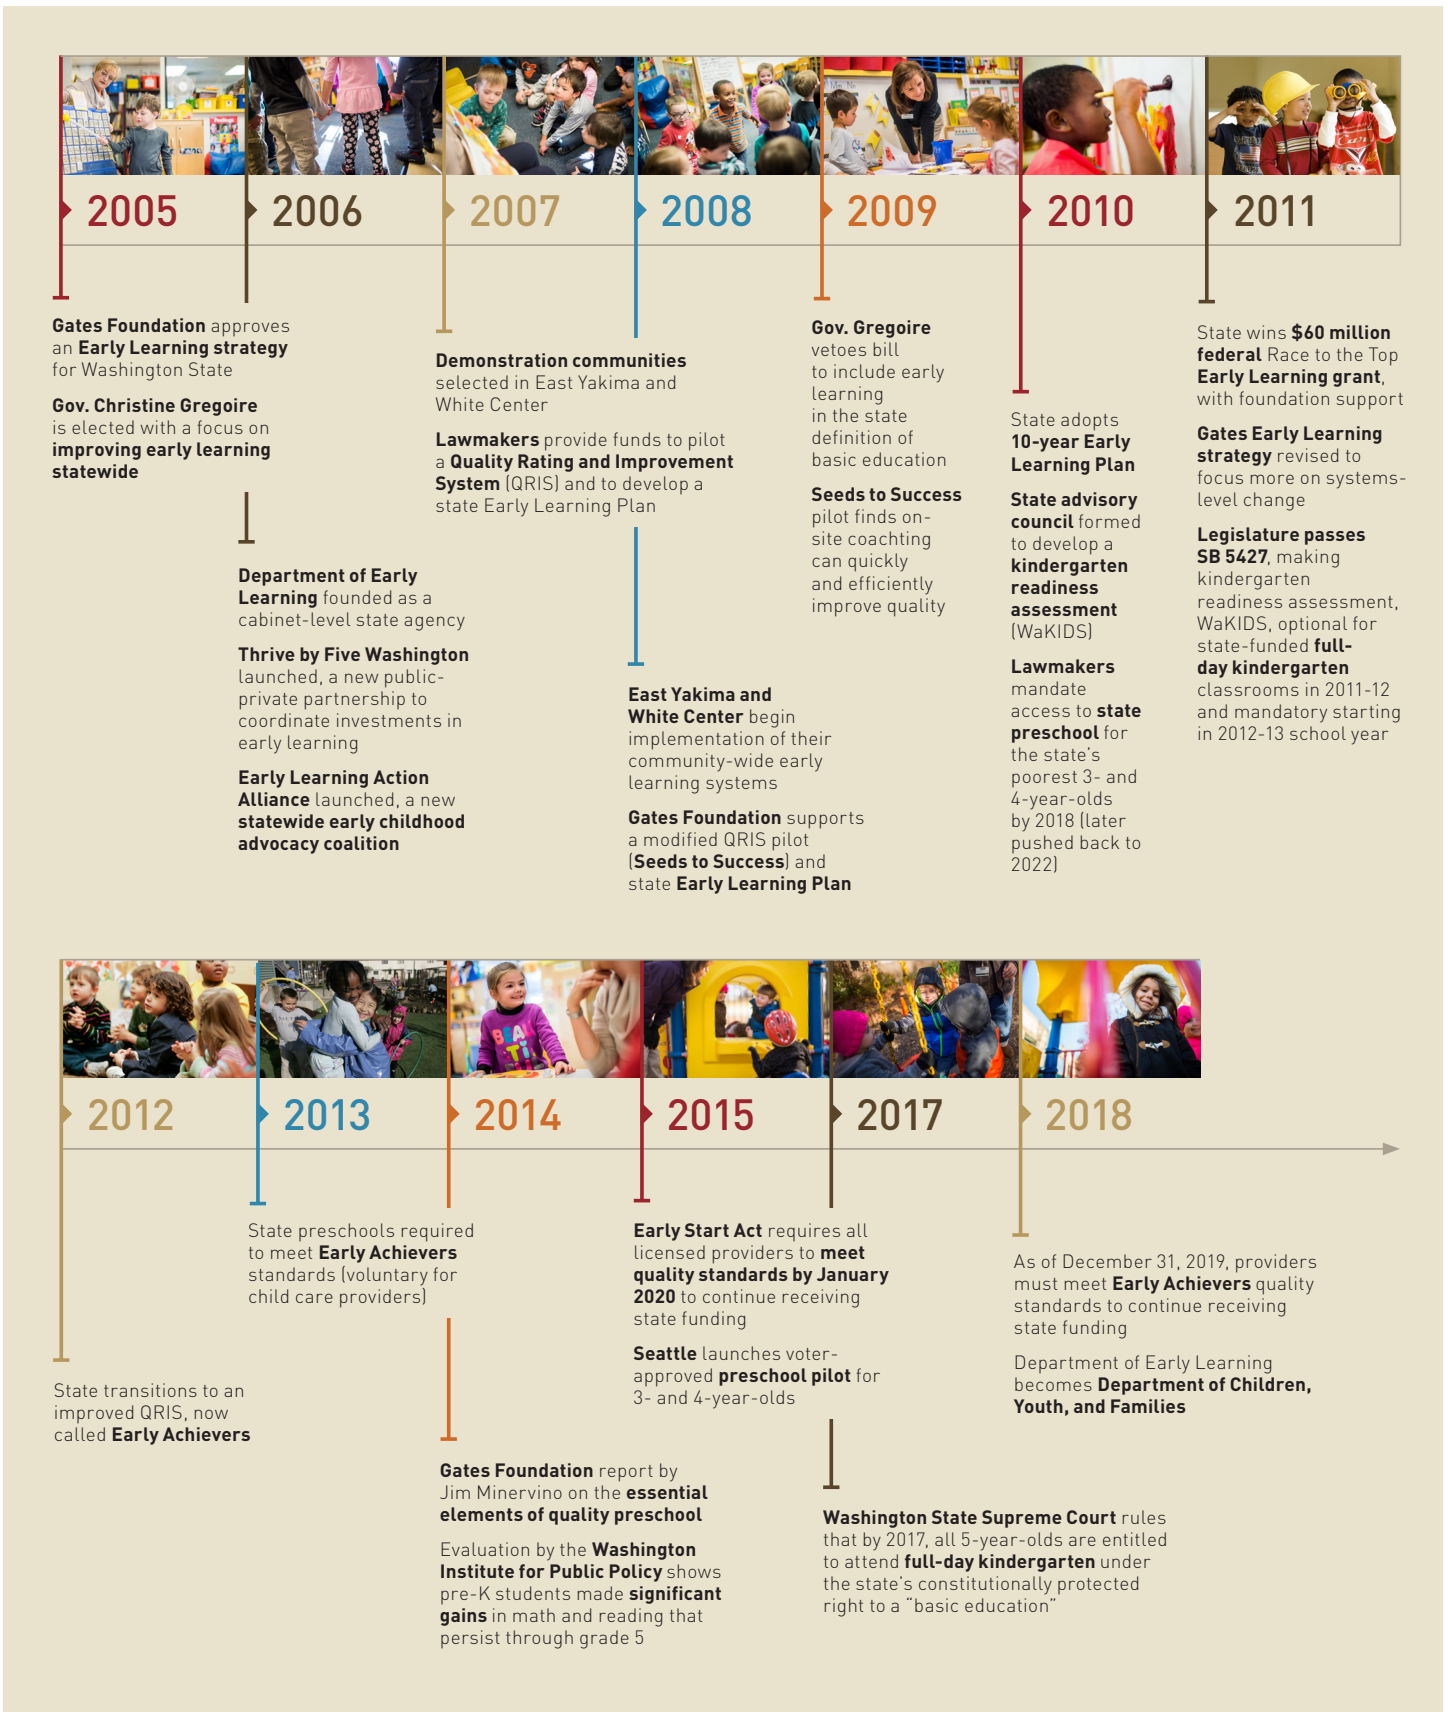 2005
2006
2007
2008
2009
2010
2011
Gates Foundation approves
an Early Learning strategy
for Washington State
Gov. Christine Gregoire
is elected with a focus on
improving early learning
statewide
Department of Early
Learning founded as a
cabinet-level state agency
Thrive by Five Washington
launched, a new public-
private partnership to
coordinate investments in
early learning
Early Learning Action
Alliance launched, a new
statewide early childhood
advocacy coalition
Demonstration communities
selected in East Yakima and
White Center
Lawmakers provide funds to pilot
a Quality Rating and Improvement
System (QRIS) and to develop a
state Early Learning Plan
East Yakima and
White Center begin
implementation of their
community-wide early
learning systems
Gates Foundation supports
a modified QRIS pilot
(Seeds to Success) and
state Early Learning Plan
Gov. Gregoire
vetoes bill
to include early
learning
in the state
definition of
basic education
Seeds to Success
pilot finds on-
site coachting
can quickly
and efficiently
improve quality
State adopts
10-year Early
Learning Plan
State advisory
council formed
to develop a
kindergarten
readiness
assessment
(WaKIDS)
Lawmakers
mandate
access to state
preschool for
the state's
poorest 3- and
4-year-olds
by 2018 (later
pushed back to
2022)
State wins $60 million
federal Race to the Top
Early Learning grant,
with foundation support
Gates Early Learning
strategy revised to
focus more on systems-
level change
Legislature passes
SB 5427, making
kindergarten
readiness assessment,
WaKIDS, optional for
state-funded full-
day kindergarten
classrooms in 2011-12
and mandatory starting
in 2012-13 school year
2012
2013
2014
2015
2017
2018
State transitions to an
improved QRIS, now
called Early Achievers
State preschools required
to meet Early Achievers
standards (voluntary for
child care providers)
Gates Foundation report by
Jim Minervino on the essential
elements of quality preschool
Evaluation by the Washington
Institute for Public Policy shows
pre-K students made significant
gains in math and reading that
persist through grade 5
Early Start Act requires all
licensed providers to meet
quality standards by January
2020 to continue receiving
state funding
Seattle launches voter-
approved preschool pilot for
3- and 4-year-olds
Washington State Supreme Court rules
that by 2017, all 5-year-olds are entitled
to attend full-day kindergarten under
the state's constitutionally protected
right to a "basic education"
As of December 31, 2019, providers
must meet Early Achievers quality
standards to continue receiving
state funding
Department of Early Learning
becomes Department of Children,
Youth, and Families